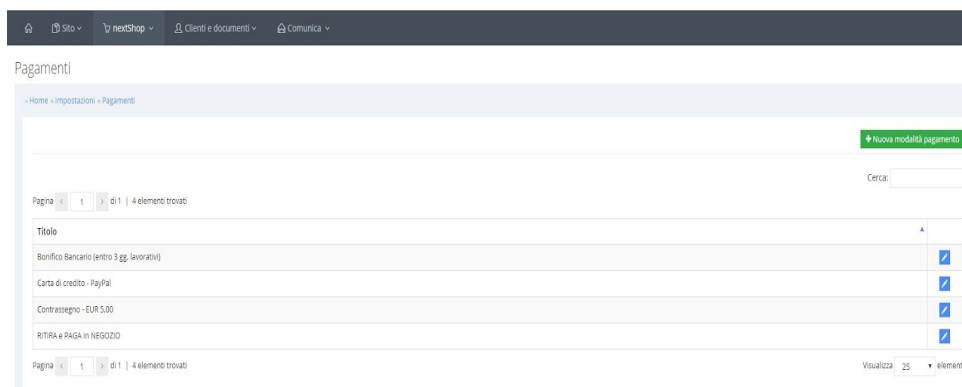 Sito nextShop Clienti e documenti Comunica
Pagamenti
» Home » Impostazioni » Pagamenti
+ Nuova modalità pagamento
Cerca:
Pagina < 1 > di 1 | 4 elementi trovati
Titolo
Bonifico Bancario (entro 3 gg. lavorativi)
Carta di credito - PayPal
Contrassegno - EUR 5,00
RITIRA e PAGA in NEGOZIO
Pagina < 1 > di 1 | 4 elementi trovati
Visualizza 25 element